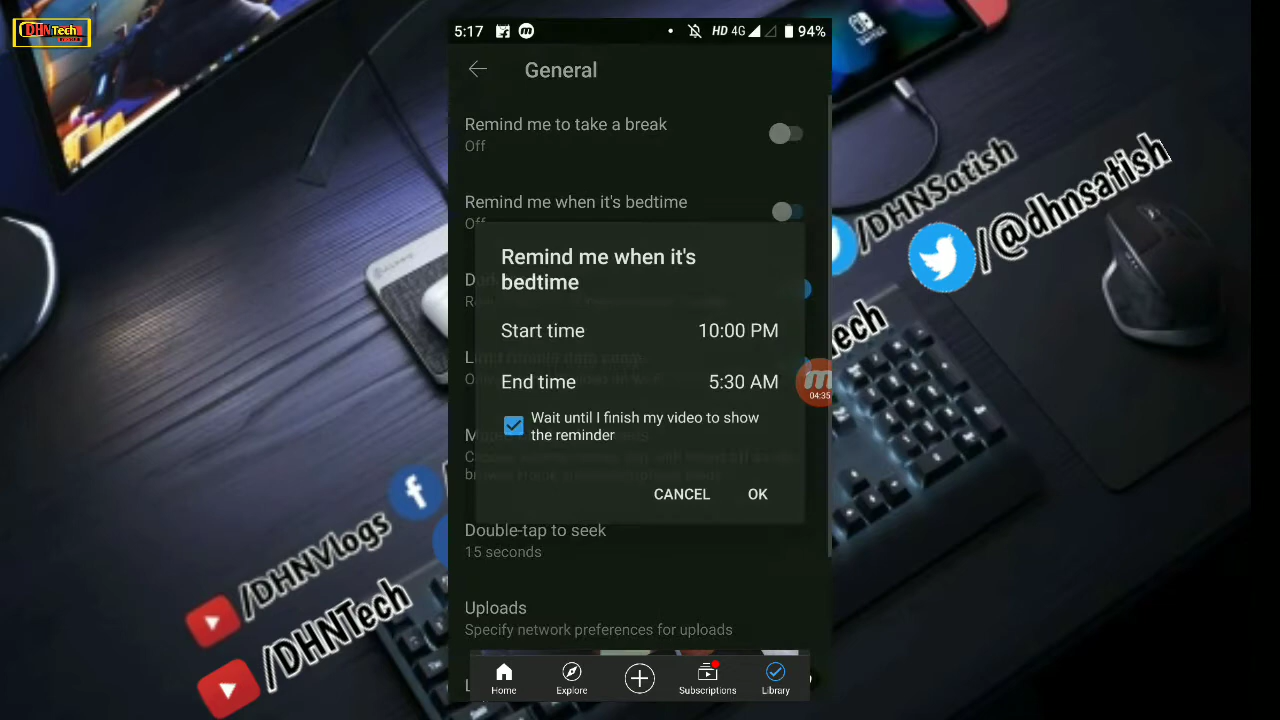 DHNTech
5:17
HD 4G 94%
General
Remind me to take a break
Off
Remind me when it's bedtime
Off
Remind me when it's
bedtime
Start time 10:00 PM
End time 5:30 AM
Wait until I finish my video to show
the reminder
CANCEL OK
04:35
Double-tap to seek
15 seconds
Uploads
Specify network preferences for uploads
Home Explore Subscriptions Library
/DHNSatish
/@dhnsatish
/DHNVlogs
/DHNTech